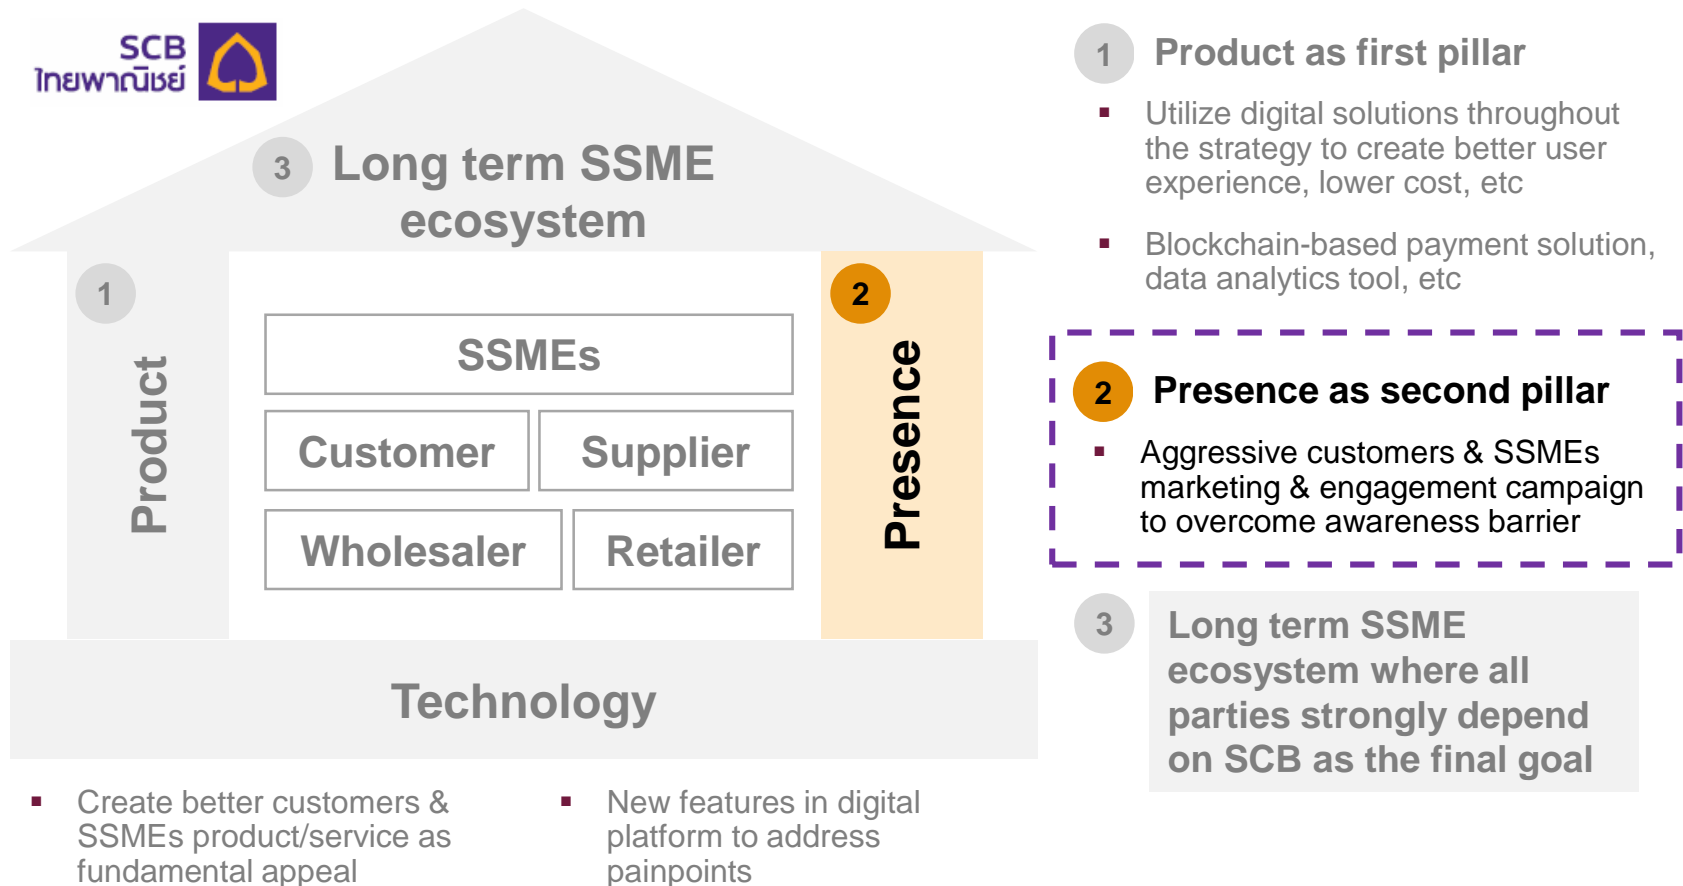 SCB
ไทยพาณิชย์
3
Long term SSME
ecosystem
1
Product
2
Presence
SSMEs
Customer
Supplier
Wholesaler
Retailer
Technology
▪ Create better customers &
SSMEs product/service as
fundamental appeal
▪ New features in digital
platform to address
painpoints
1
Product as first pillar
▪ Utilize digital solutions throughout
the strategy to create better user
experience, lower cost, etc
▪ Blockchain-based payment solution,
data analytics tool, etc
2
Presence as second pillar
▪ Aggressive customers & SSMEs
marketing & engagement campaign
to overcome awareness barrier
3
Long term SSME
ecosystem where all
parties strongly depend
on SCB as the final goal